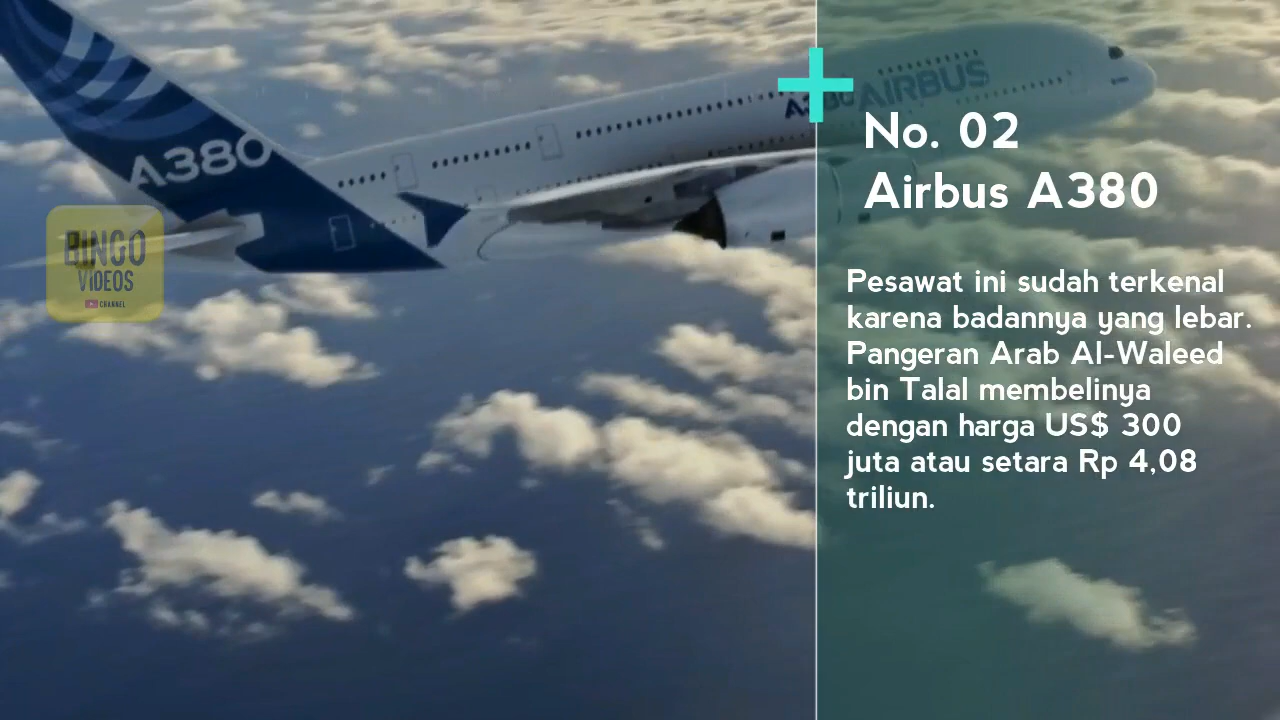 A380
A380 AIRBUS
BINGO
VIDEOS
CHANNEL
No. 02
Airbus A380
Pesawat ini sudah terkenal
karena badannya yang lebar.
Pangeran Arab Al-Waleed
bin Talal membelinya
dengan harga US$ 300
juta atau setara Rp 4,08
triliun.